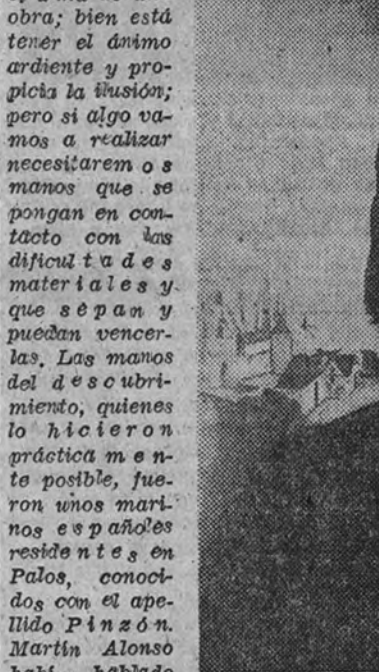 obra; bien está
tener el ánimo
ardiente y pro-
picia la ilusión;
pero si algo va-
mos a realizar
necesitaremos
manos que se
pongan en con-
tacto con las
dificultades
materiales y
que sepan y
puedan vencer-
las. Las manos
del descubri-
miento, quienes
lo hicieron
práctica men-
te posible, fue-
ron unos mari-
nos españoles
residentes en
Palos, conoci-
dos con el ape-
llido Pinzón.
Martín Alonso
hablado